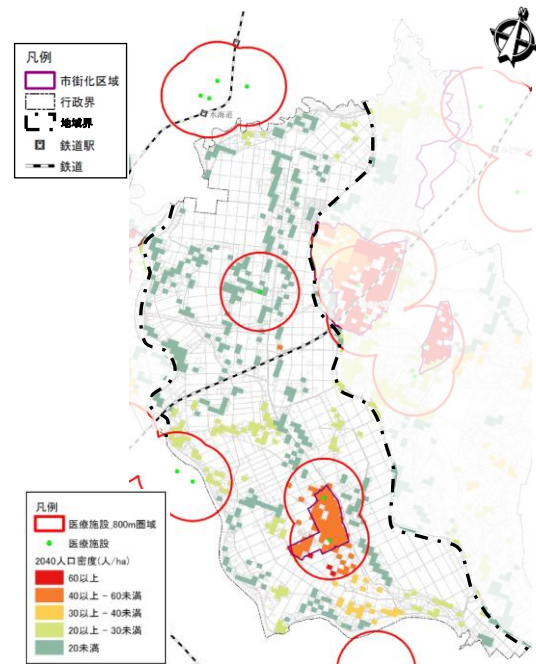 凡例
市街化区域
行政界
地域界
鉄道駅
鉄道
水海道
凡例
医療施設_800m圏域
医療施設
2040人口密度(人/ha)
60以上
40以上 - 60未満
30以上 - 40未満
20以上 - 30未満
20未満